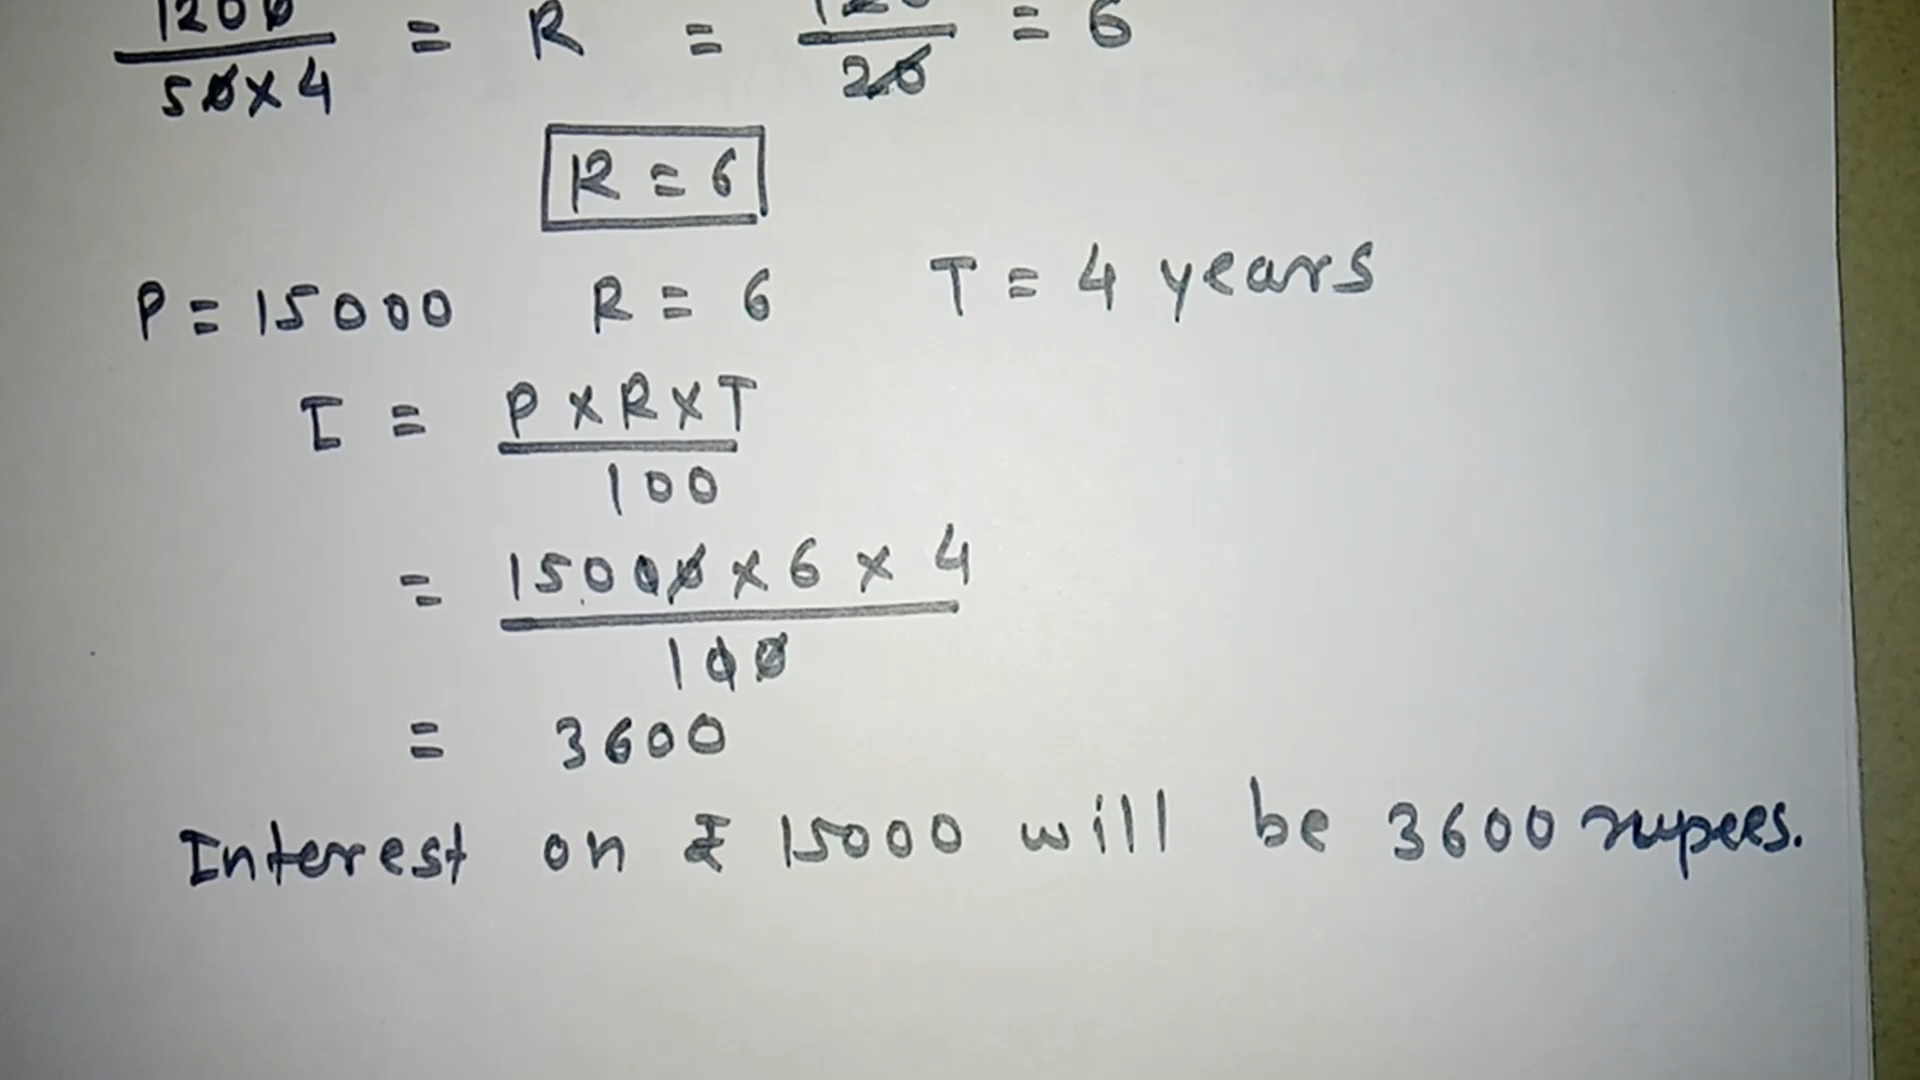 1200/50×4 = R = 120/20 = 6
R = 6
P = 15000 R = 6 T = 4 years
I = P×R×T/100
= 15000×6×4/100
= 3600
Interest on ₹ 15000 will be 3600 rupees.